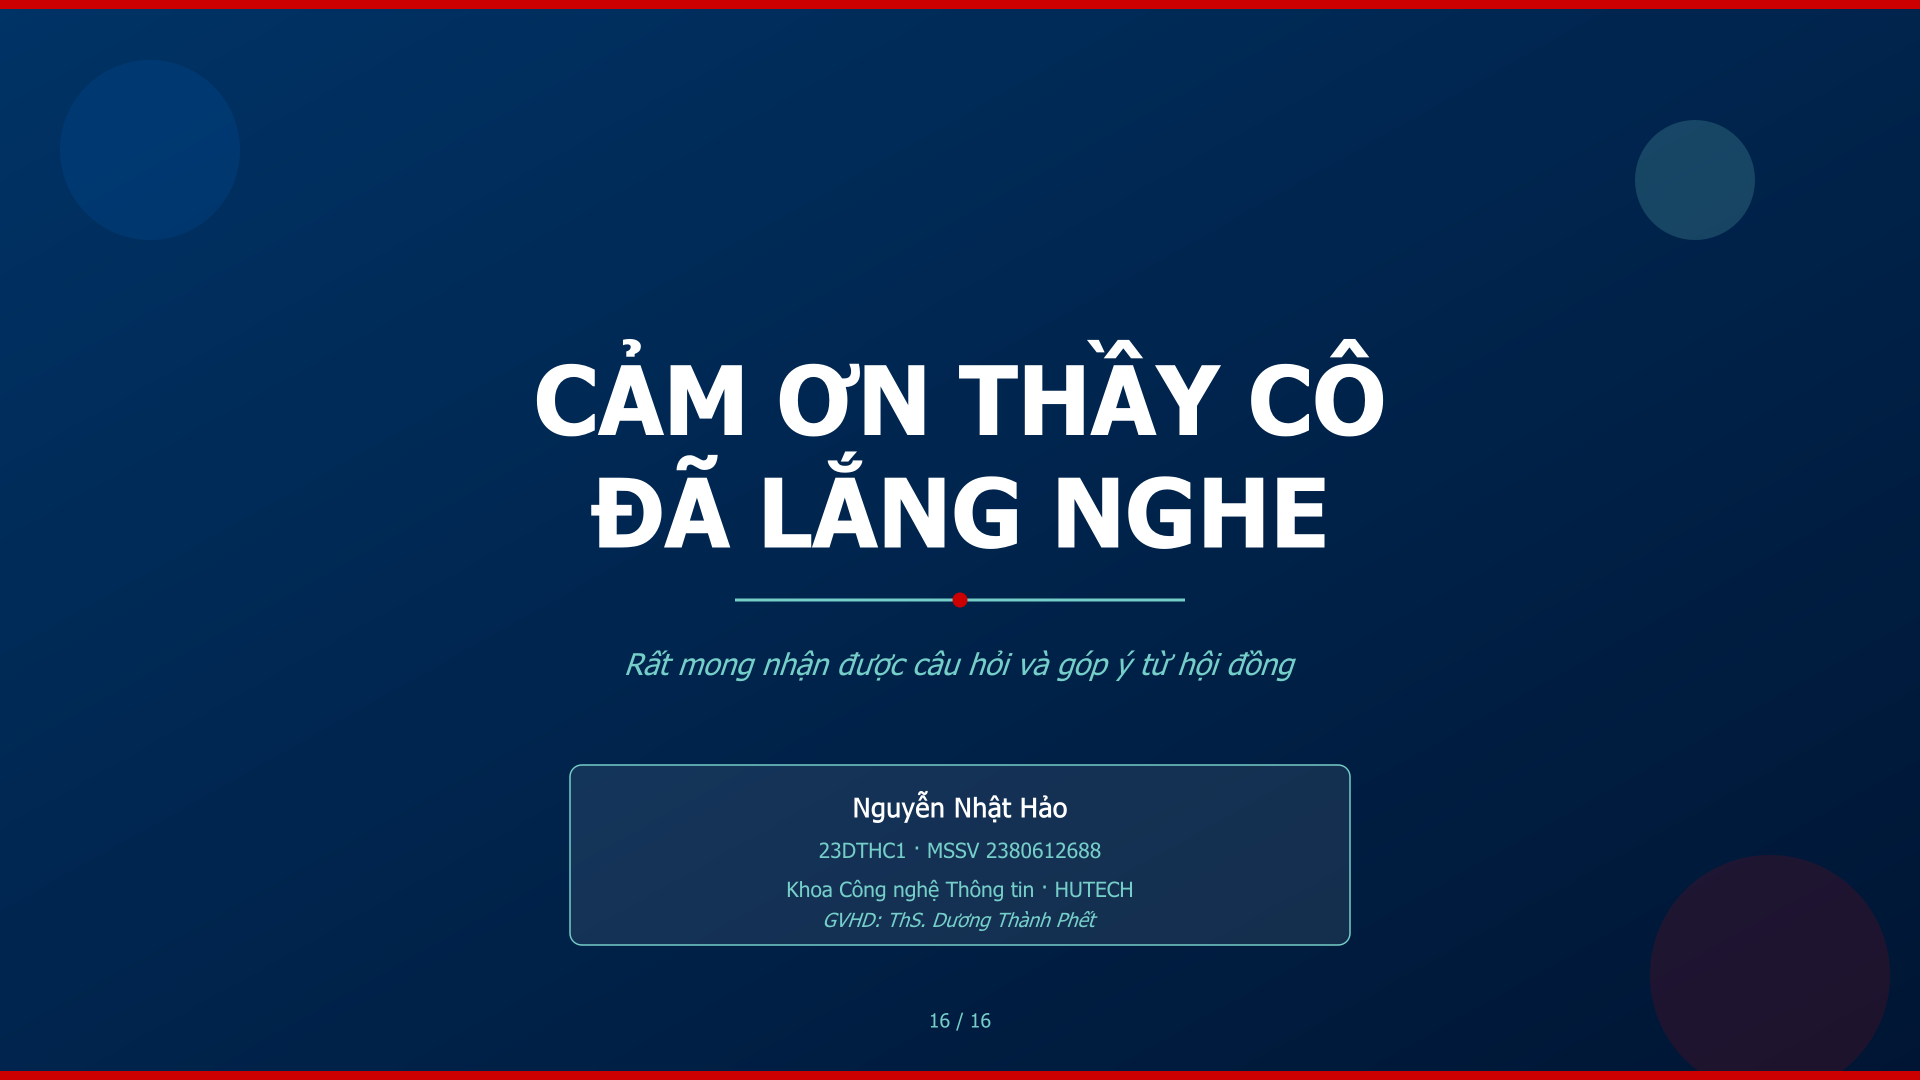 CẢM ƠN THẦY CÔ
ĐÃ LẮNG NGHE
Rất mong nhận được câu hỏi và góp ý từ hội đồng
Nguyễn Nhật Hảo
23DTHC1 · MSSV 2380612688
Khoa Công nghệ Thông tin · HUTECH
GVHD: ThS. Dương Thành Phết
16 / 16